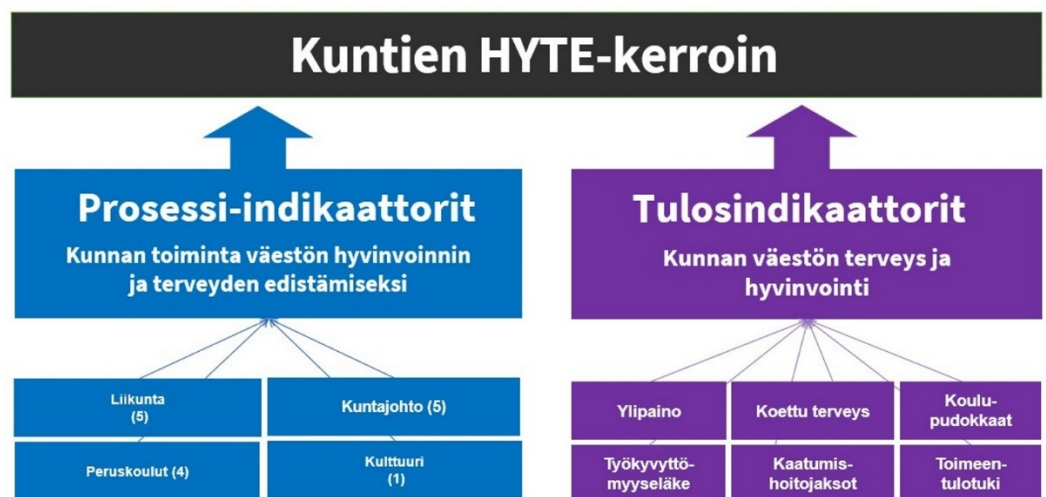 Kuntien HYTE-kerroin
Prosessi-indikaattorit
Kunnan toiminta väestön hyvinvoinnin
ja terveyden edistämiseksi
Liikunta
(5)
Kuntajohto (5)
Peruskoulut (4)
Kulttuuri
(1)
Tulosindikaattorit
Kunnan väestön terveys ja
hyvinvointi
Ylipaino
Koettu terveys
Koulu-
pudokkaat
Työkyvyttö-
myyseläke
Kaatumis-
hoitojaksot
Toimeen-
tulotuki